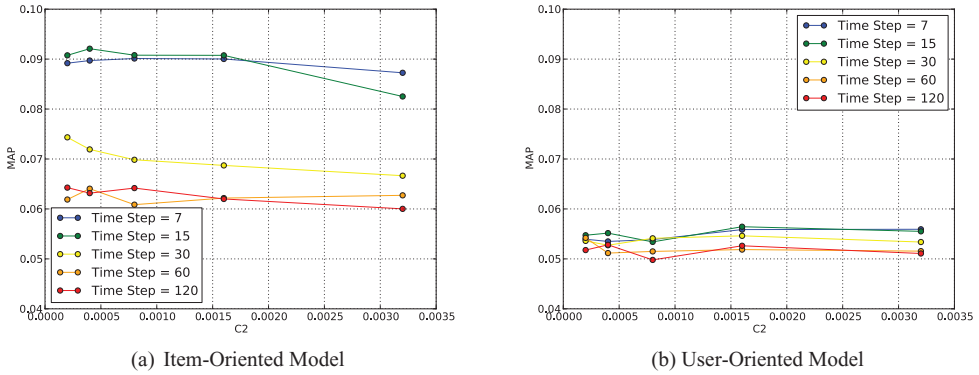 0.10
0.09
0.08
0.07
0.06
0.05
0.04
MAP
0.0000 0.0005 0.0010 0.0015 0.0020 0.0025 0.0030 0.0035
C2
Time Step = 7
Time Step = 15
Time Step = 30
Time Step = 60
Time Step = 120
(a) Item-Oriented Model
0.10
0.09
0.08
0.07
0.06
0.05
0.04
MAP
0.0000 0.0005 0.0010 0.0015 0.0020 0.0025 0.0030 0.0035
C2
Time Step = 7
Time Step = 15
Time Step = 30
Time Step = 60
Time Step = 120
(b) User-Oriented Model